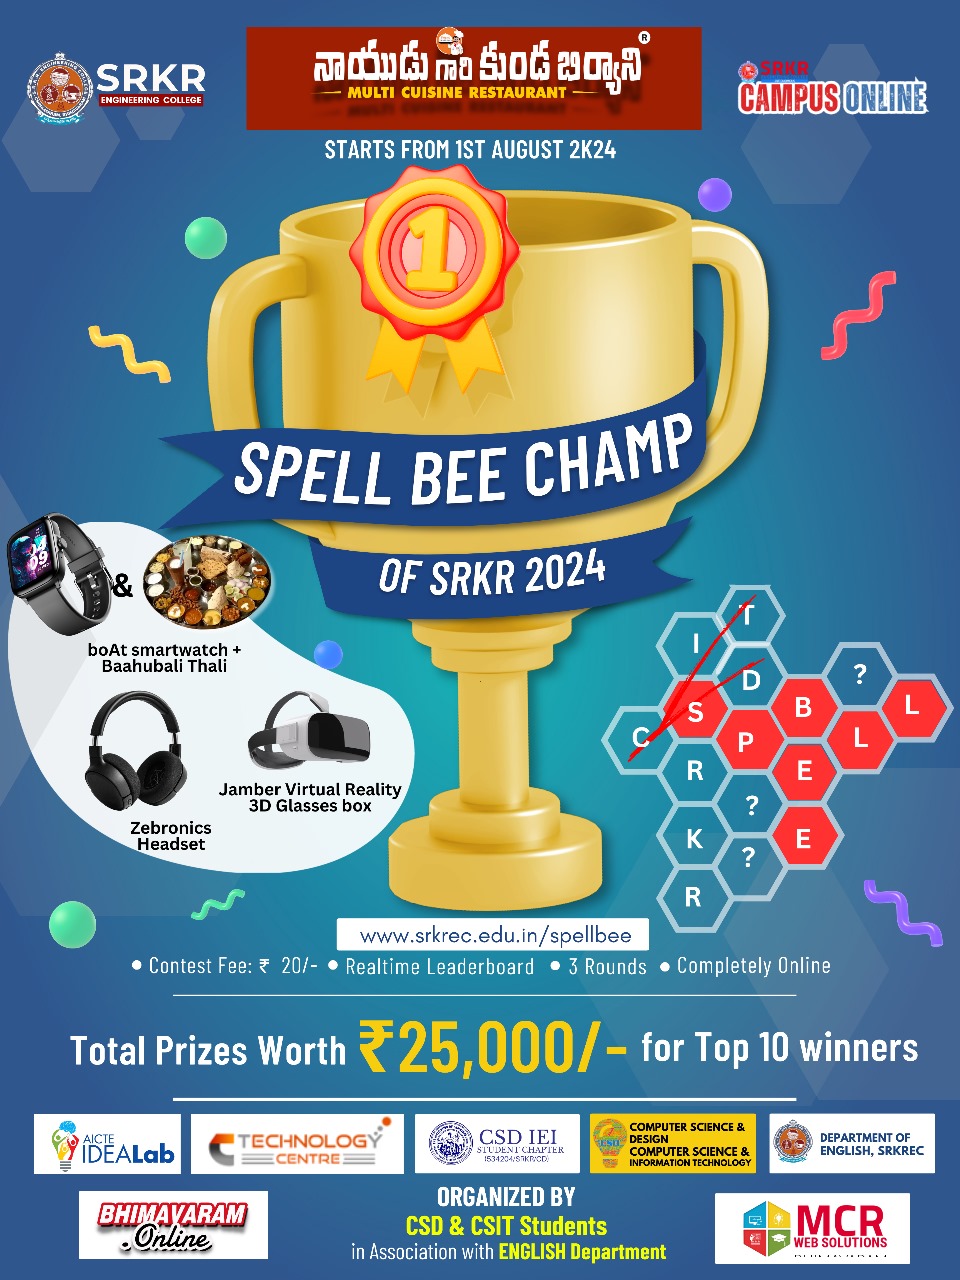 SRKR
ENGINEERING COLLEGE
నాయుడు గారి కుండ బిర్యాని
®
MULTI CUISINE RESTAURANT
SRKR
CAMPUS ONLINE
STARTS FROM 1ST AUGUST 2K24
1
SPELL BEE CHAMP
OF SRKR 2024
&
boAt smartwatch +
Baahubali Thali
Zebronics
Headset
Jamber Virtual Reality
3D Glasses box
T
I
D
?
S
B
L
C
P
L
R
E
?
K
E
?
R
www.srkrec.edu.in/spellbee
• Contest Fee: ₹ 20/- • Realtime Leaderboard • 3 Rounds • Completely Online
Total Prizes Worth ₹25,000/- for Top 10 winners
AICTE
IDEALab
TECHNOLOGY
CENTRE
CSD IEI
STUDENT CHAPTER
(534204/SRKR/CD)
COMPUTER SCIENCE &
DESIGN
COMPUTER SCIENCE &
INFORMATION TECHNOLOGY
DEPARTMENT OF
ENGLISH, SRKREC
BHIMAVARAM
.Online
ORGANIZED BY
CSD & CSIT Students
in Association with ENGLISH Department
MCR
WEB SOLUTIONS